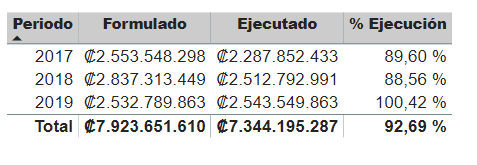 Periodo Formulado Ejecutado % Ejecución
2017 ₡2.553.548.298 ₡2.287.852.433 89,60 %
2018 ₡2.837.313.449 ₡2.512.792.991 88,56 %
2019 ₡2.532.789.863 ₡2.543.549.863 100,42 %
Total ₡7.923.651.610 ₡7.344.195.287 92,69 %